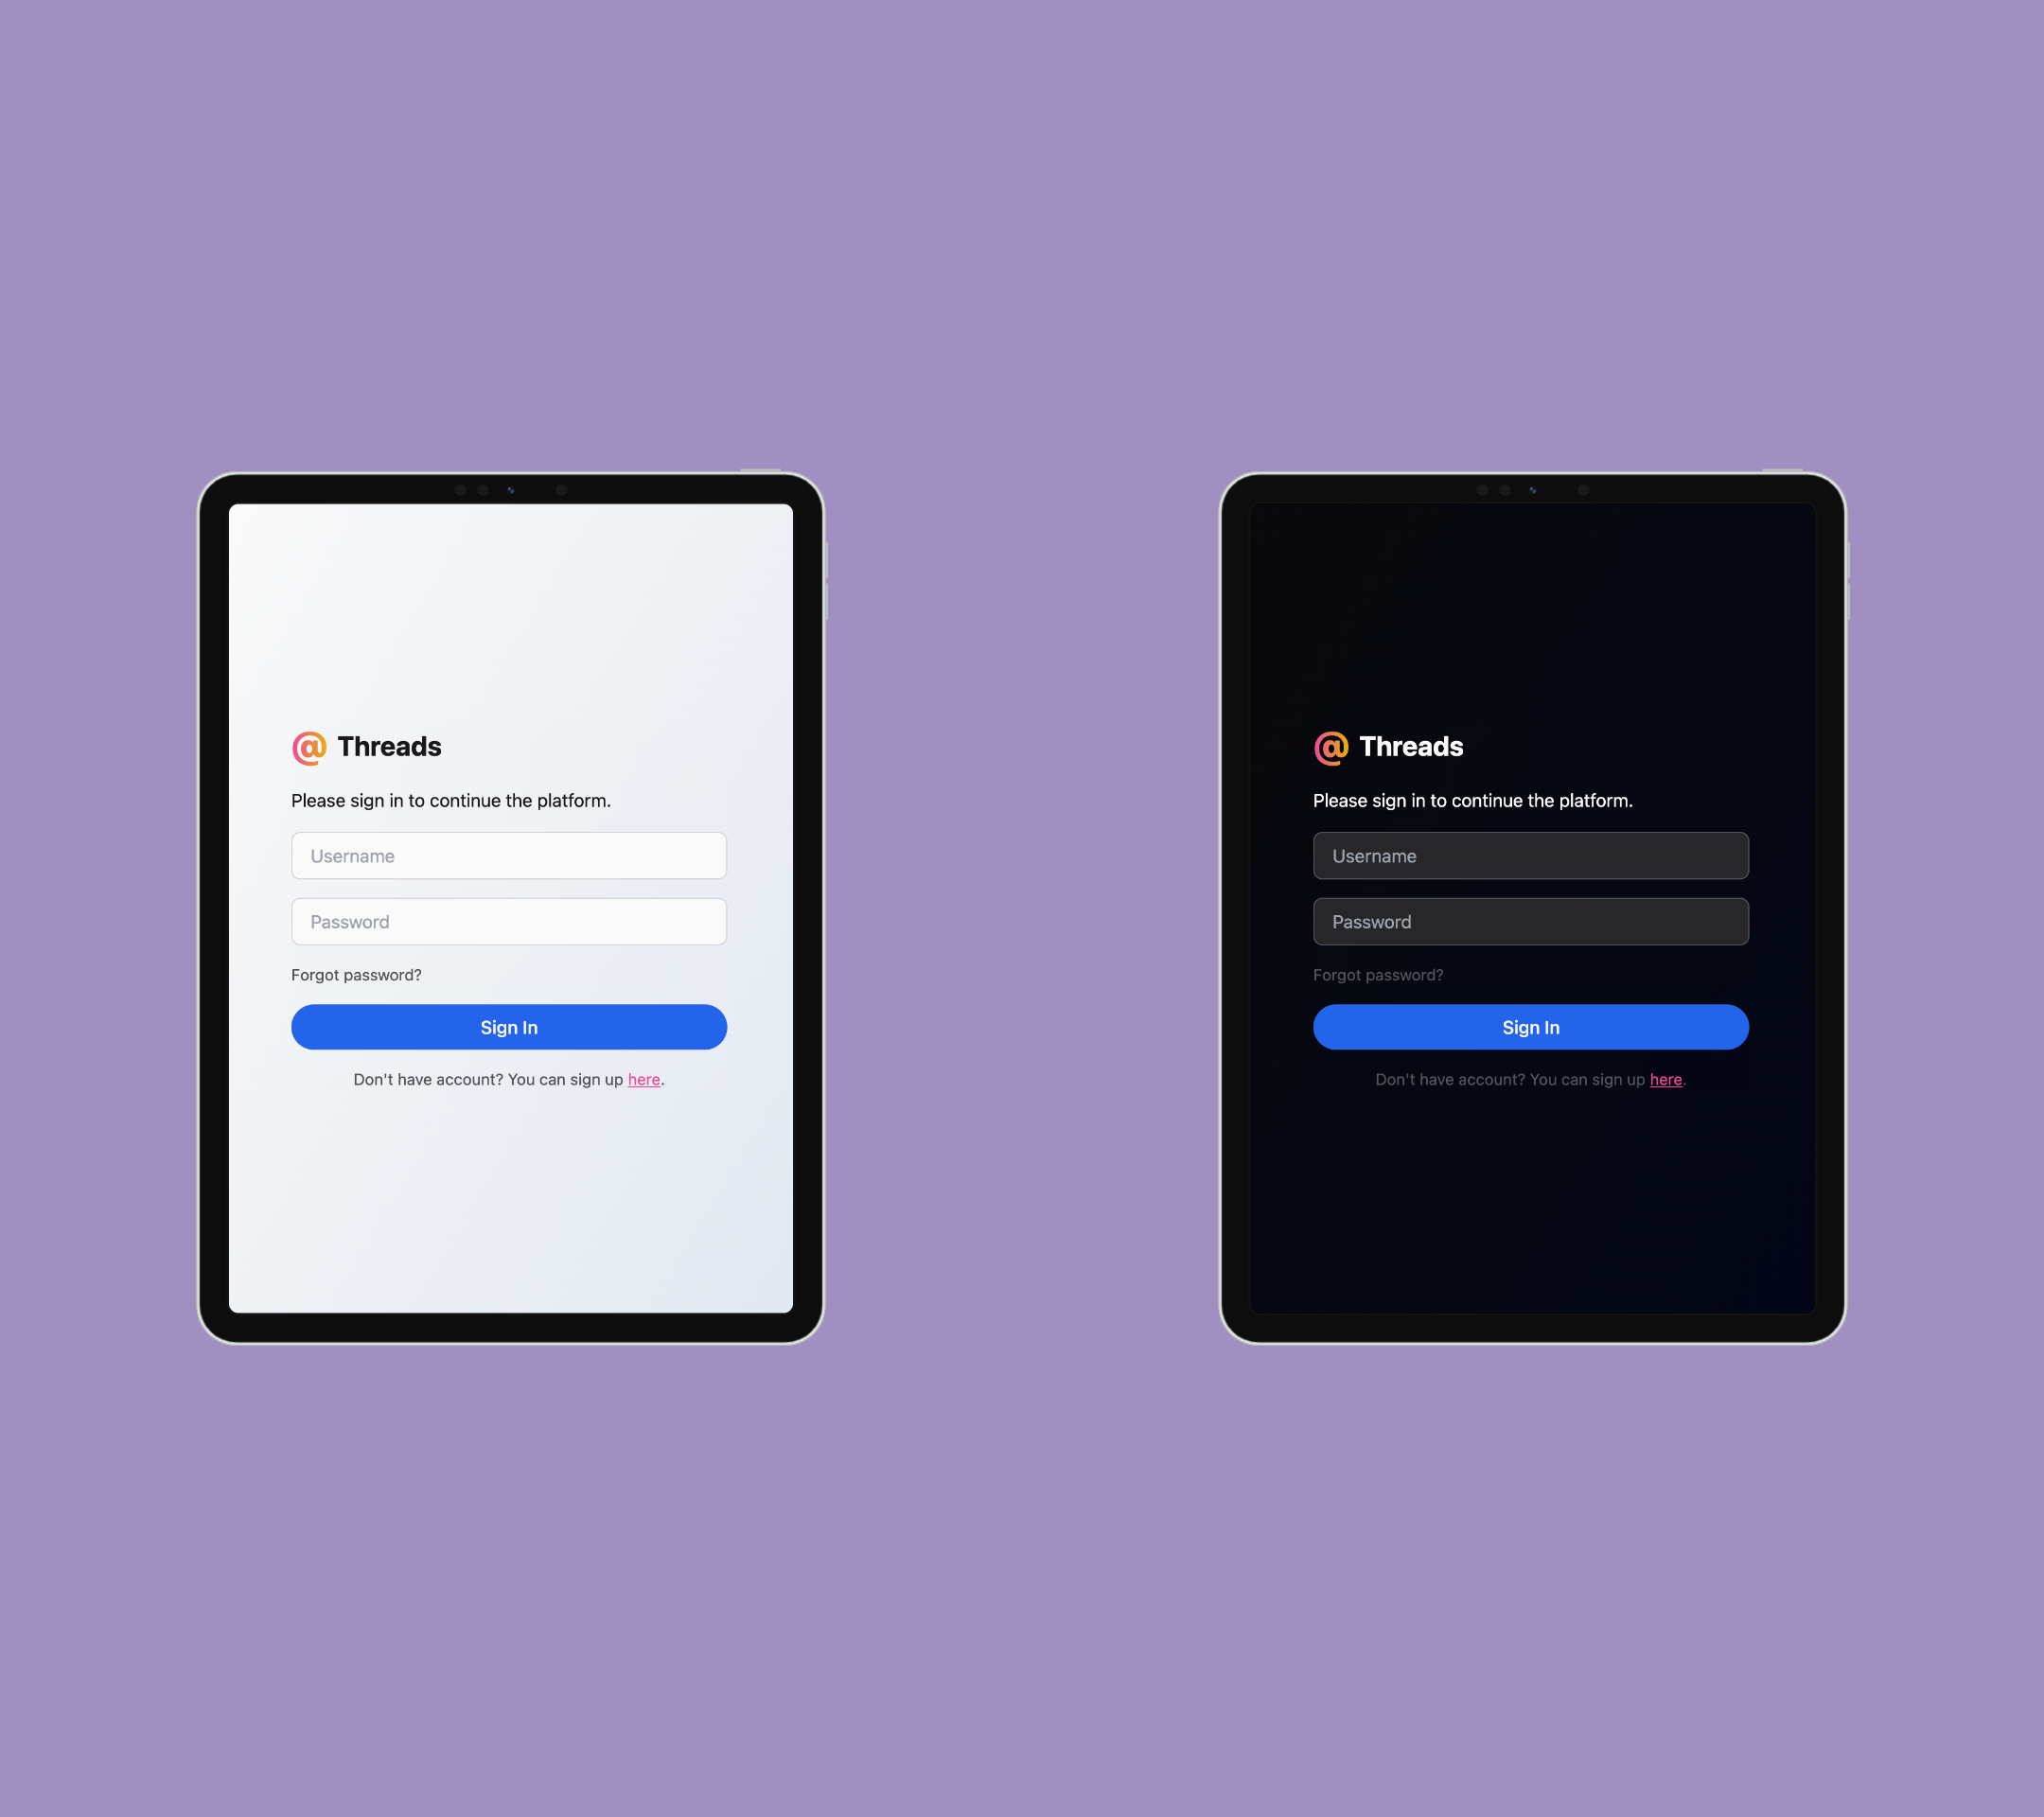 @ Threads
Please sign in to continue the platform.
Username
Password
Forgot password?
Sign In
Don't have account? You can sign up here.
@ Threads
Please sign in to continue the platform.
Username
Password
Forgot password?
Sign In
Don't have account? You can sign up here.